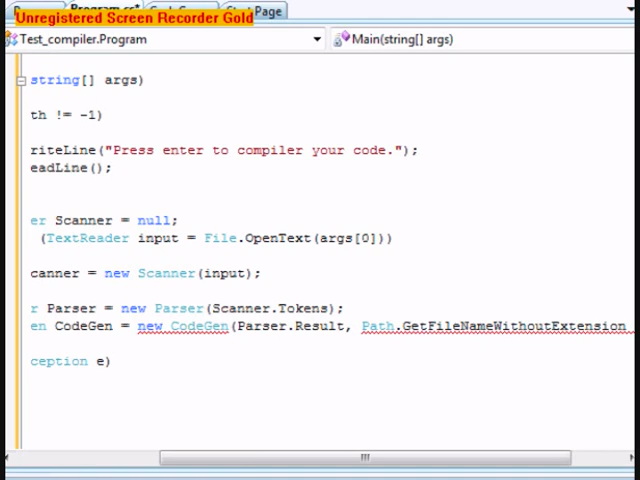 Program.cs*
Start Page
Unregistered Screen Recorder Gold
Test_compiler.Program
Main(string[] args)
string[] args)
th != -1)
riteLine("Press enter to compiler your code.");
eadLine();
er Scanner = null;
(TextReader input = File.OpenText(args[0]))
canner = new Scanner(input);
r Parser = new Parser(Scanner.Tokens);
en CodeGen = new CodeGen(Parser.Result, Path.GetFileNameWithoutExtension
ception e)